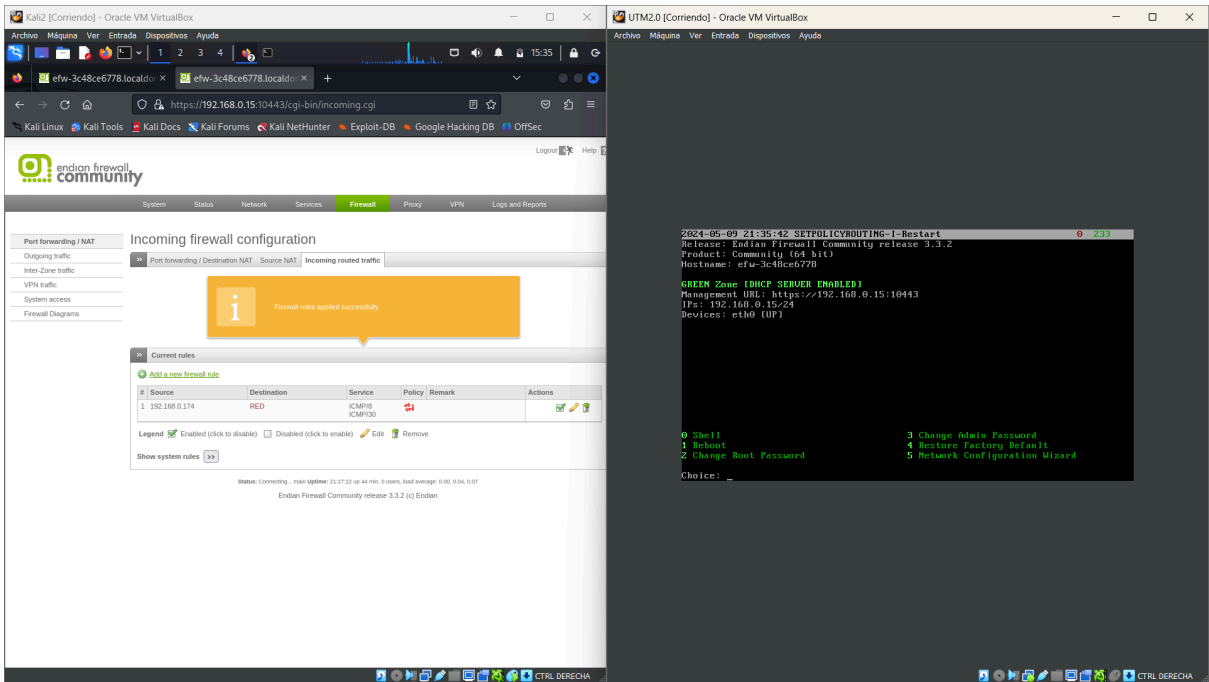 Kali2 [Corriendo] - Oracle VM VirtualBox
Archivo Máquina Ver Entrada Dispositivos Ayuda
1 2 3 4 15:35
efw-3c48ce6778.localdo efw-3c48ce6778.localdo
https://192.168.0.15:10443/cgi-bin/incoming.cgi
Kali Linux Kali Tools Kali Docs Kali Forums Kali NetHunter Exploit-DB Google Hacking DB OffSec
Logout Help ?
endian firewall
community
System Status Network Services Firewall Proxy VPN Logs and Reports
Port forwarding / NAT
Outgoing traffic
Inter-Zone traffic
VPN traffic
System access
Firewall Diagrams
Incoming firewall configuration
>> Port forwarding / Destination NAT Source NAT Incoming routed traffic
i Firewall rules applied successfully
>> Current rules
Add a new firewall rule
# Source Destination Service Policy Remark Actions
1 192.168.0.174 RED ICMP/8
ICMP/30
Legend Enabled (click to disable) Disabled (click to enable) Edit Remove
Show system rules >>
Status: Connecting... main Uptime: 21:27:22 up 44 min, 0 users, load average: 0.00, 0.04, 0.07
Endian Firewall Community release 3.3.2 (c) Endian
CTRL DERECHA
UTM2.0 [Corriendo] - Oracle VM VirtualBox
Archivo Máquina Ver Entrada Dispositivos Ayuda
2024-05-09 21:35:42 SETPOLICYROUTING-I-Restart 0 233
Release: Endian Firewall Community release 3.3.2
Product: Community (64 bit)
Hostname: efw-3c48ce6778
GREEN Zone [DHCP SERVER ENABLED]
Management URL: https://192.168.0.15:10443
IPs: 192.168.0.15/24
Devices: eth0 [UP]
0 Shell 3 Change Admin Password
1 Reboot 4 Restore Factory Default
2 Change Root Password 5 Network Configuration Wizard
Choice: _
CTRL DERECHA